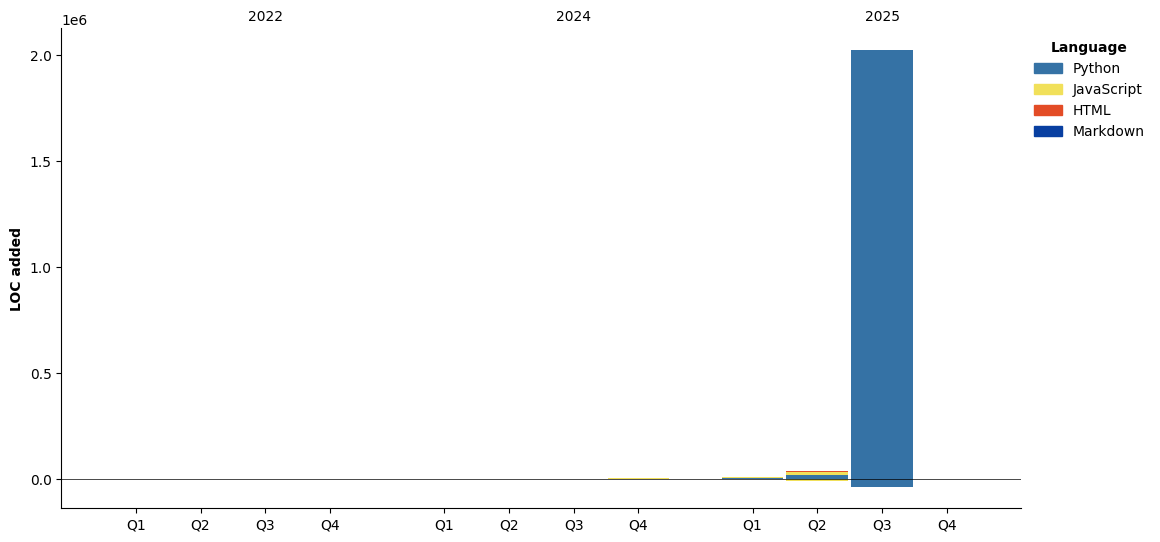 2022 2024 2025
1e6
Language
Python
JavaScript
HTML
Markdown
LOC added
2.0
1.5
1.0
0.5
0.0
Q1 Q2 Q3 Q4 Q1 Q2 Q3 Q4 Q1 Q2 Q3 Q4